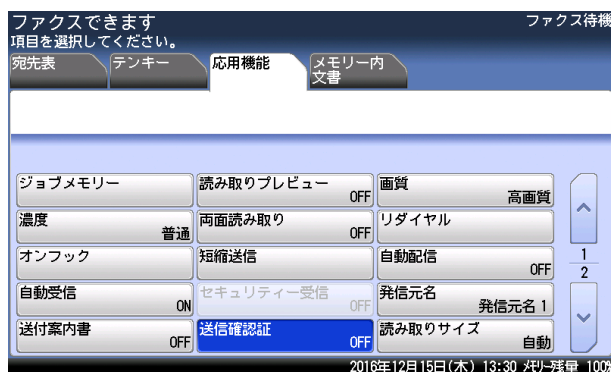 ファクスできます
ファクス待機
項目を選択してください。
宛先表
テンキー
応用機能
メモリー内
文書
ジョブメモリー
読み取りプレビュー
OFF
画質
高画質
濃度
普通
両面読み取り
OFF
リダイヤル
オンフック
短縮送信
自動配信
OFF
1
2
自動受信
ON
セキュリティー受信
OFF
発信元名
発信元名 1
送付案内書
OFF
送信確認証
OFF
読み取りサイズ
自動
2016年12月15日(木) 13:30 メモリー残量 100%